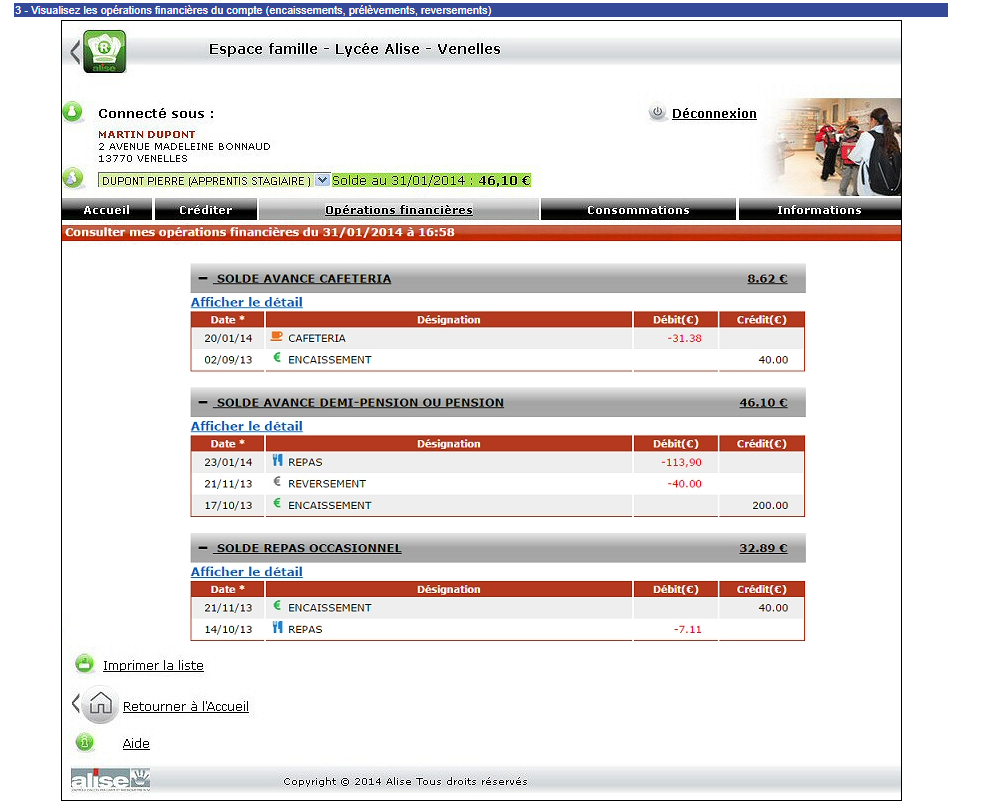 3 - Visualisez les opérations financières du compte (encaissements, prélèvements, reversements)
R
alise
Espace famille - Lycée Alise - Venelles
Connecté sous :
Déconnexion
MARTIN DUPONT
2 AVENUE MADELEINE BONNAUD
13770 VENELLES
DUPONT PIERRE (APPRENTIS STAGIAIRE ) Solde au 31/01/2014 : 46,10 €
Accueil Créditer Opérations financières Consommations Informations
Consulter mes opérations financières du 31/01/2014 à 16:58
− SOLDE AVANCE CAFETERIA 8.62 €
Afficher le détail
Date * Désignation Débit(€) Crédit(€)
20/01/14 CAFETERIA -31.38
02/09/13 € ENCAISSEMENT 40.00
− SOLDE AVANCE DEMI-PENSION OU PENSION 46.10 €
Afficher le détail
Date * Désignation Débit(€) Crédit(€)
23/01/14 REPAS -113,90
21/11/13 € REVERSEMENT -40.00
17/10/13 € ENCAISSEMENT 200.00
− SOLDE REPAS OCCASIONNEL 32.89 €
Afficher le détail
Date * Désignation Débit(€) Crédit(€)
21/11/13 € ENCAISSEMENT 40.00
14/10/13 REPAS -7.11
Imprimer la liste
Retourner à l'Accueil
Aide
alise
Copyright © 2014 Alise Tous droits réservés